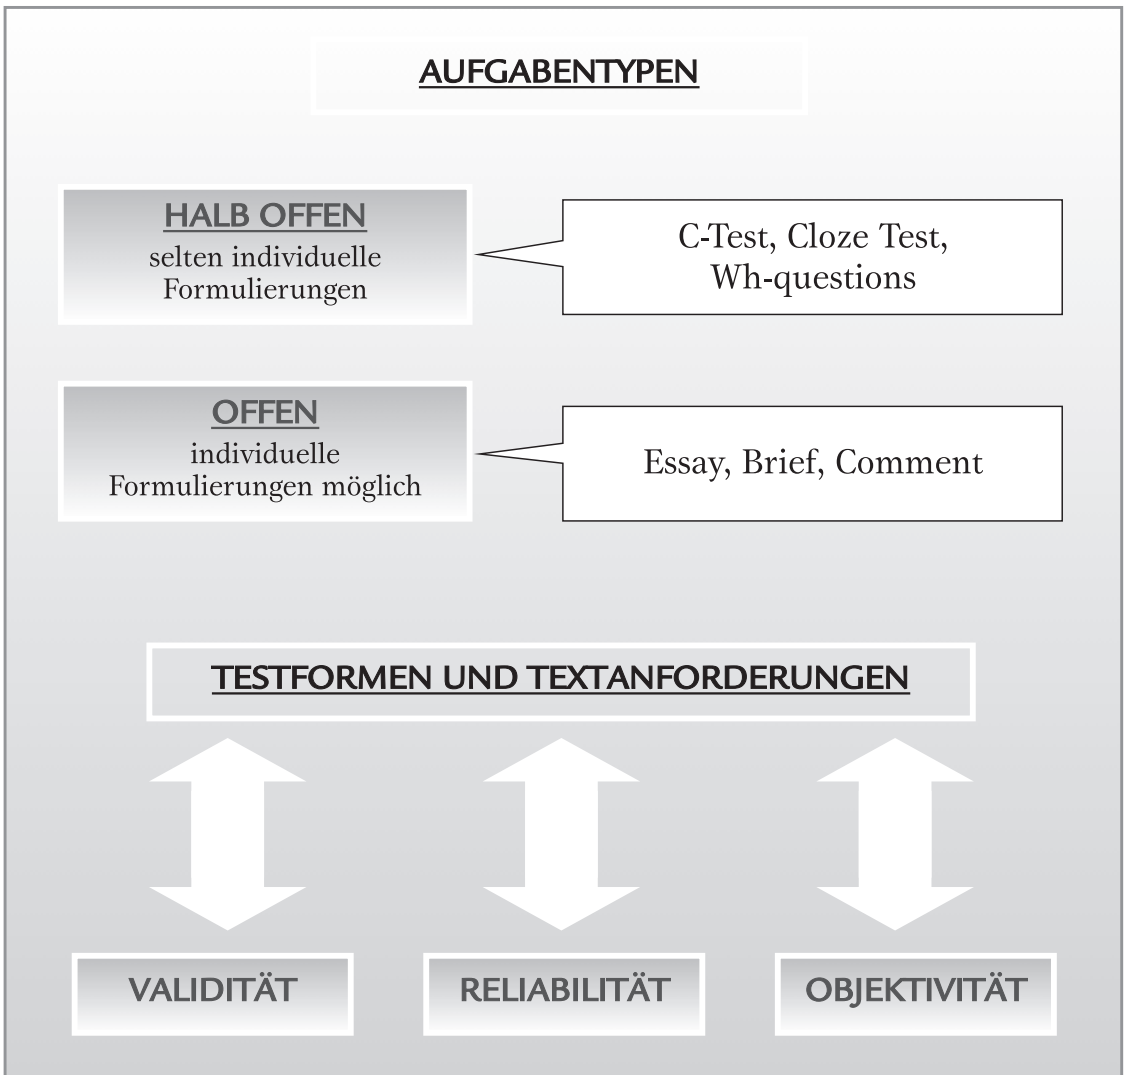 AUFGABENTYPEN
HALB OFFEN
selten individuelle
Formulierungen
C-Test, Cloze Test,
Wh-questions
OFFEN
individuelle
Formulierungen möglich
Essay, Brief, Comment
TESTFORMEN UND TEXTANFORDERUNGEN
VALIDITÄT
RELIABILITÄT
OBJEKTIVITÄT